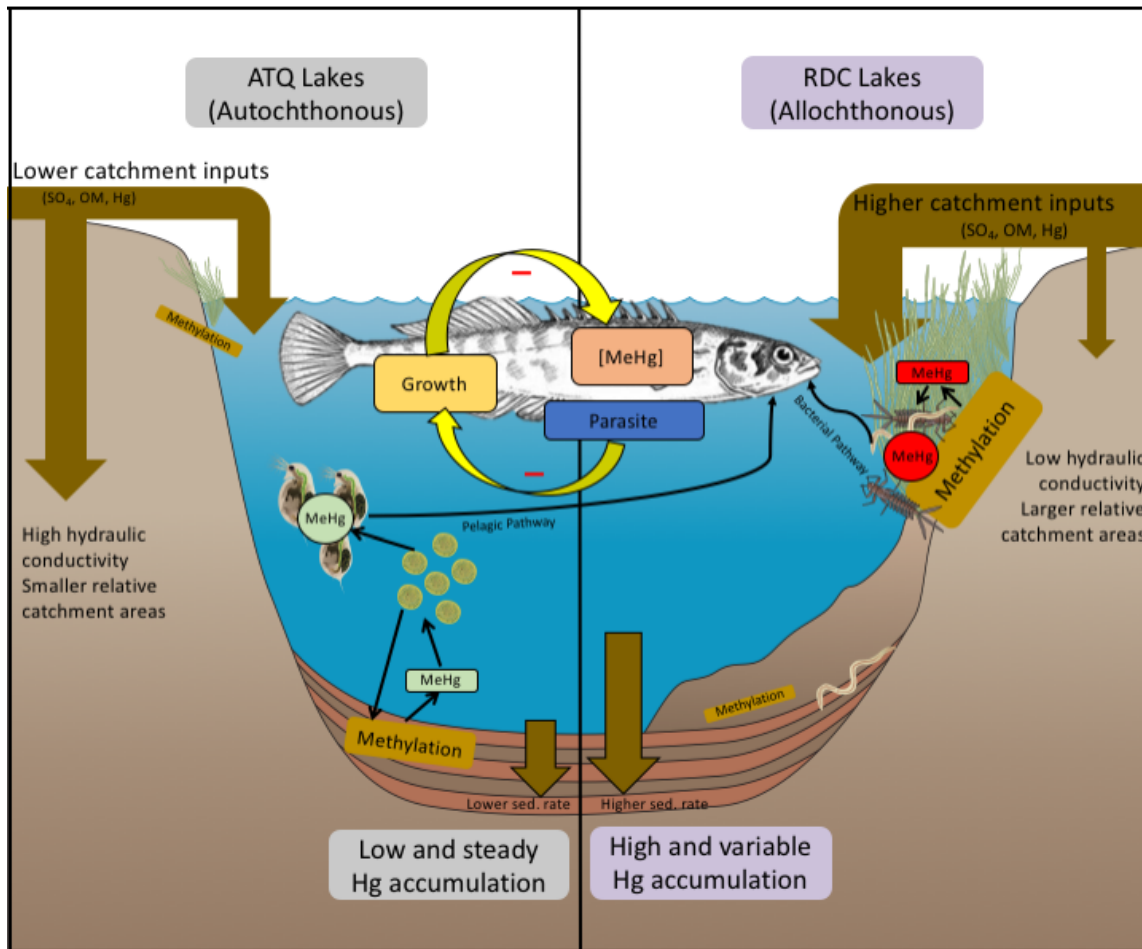 ATQ Lakes
(Autochthonous)
RDC Lakes
(Allochthonous)
Lower catchment inputs
(SO₄, OM, Hg)
Higher catchment inputs
(SO₄, OM, Hg)
Methylation
[MeHg]
Growth
Parasite
MeHg
Bacterial Pathway
MeHg
Methylation
Low hydraulic
conductivity
Larger relative
catchment areas
MeHg
Pelagic Pathway
High hydraulic
conductivity
Smaller relative
catchment areas
MeHg
Methylation
Methylation
Lower sed. rate
Higher sed. rate
Low and steady
Hg accumulation
High and variable
Hg accumulation